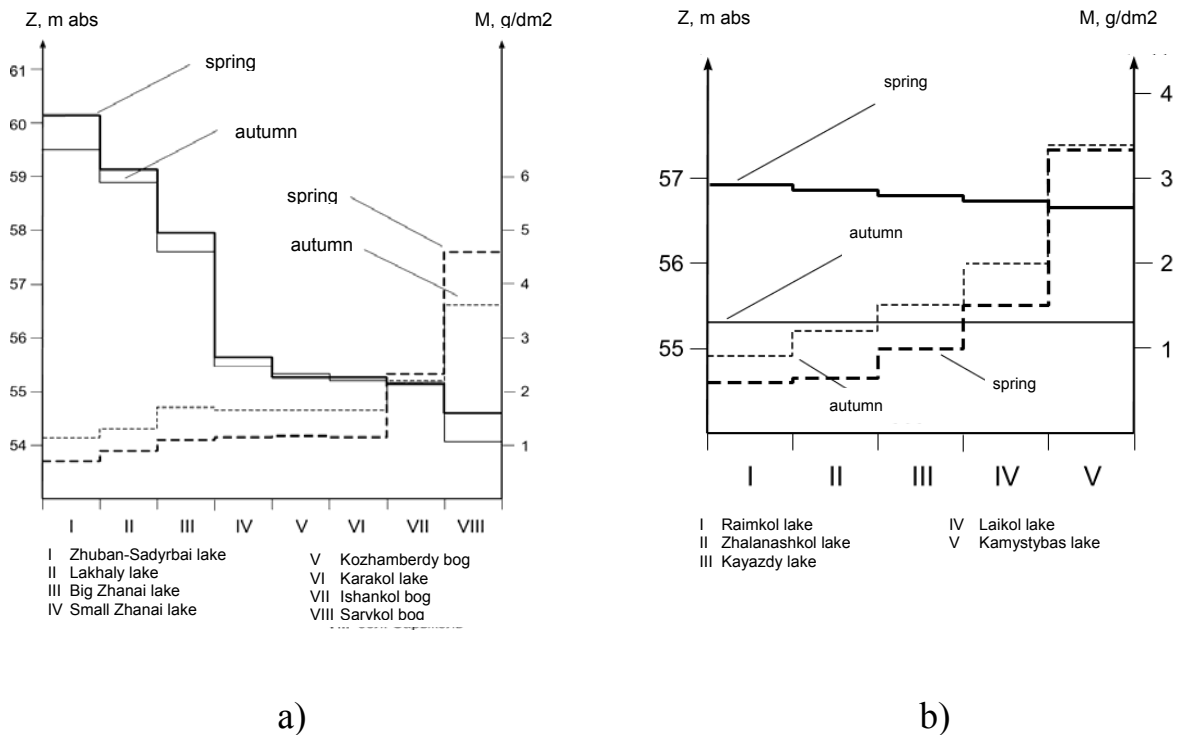 Z, m abs
M, g/dm2
61
60
59
58
57
56
55
54
6
5
4
3
2
1
spring
autumn
spring
autumn
I II III IV V VI VII VIII
I Zhuban-Sadyrbai lake
II Lakhaly lake
III Big Zhanai lake
IV Small Zhanai lake
V Kozhamberdy bog
VI Karakol lake
VII Ishankol bog
VIII Sarykol bog
a)
Z, m abs
M, g/dm2
57
56
55
4
3
2
1
spring
autumn
spring
autumn
I II III IV V
I Raimkol lake
II Zhalanashkol lake
III Kayazdy lake
IV Laikol lake
V Kamystybas lake
b)